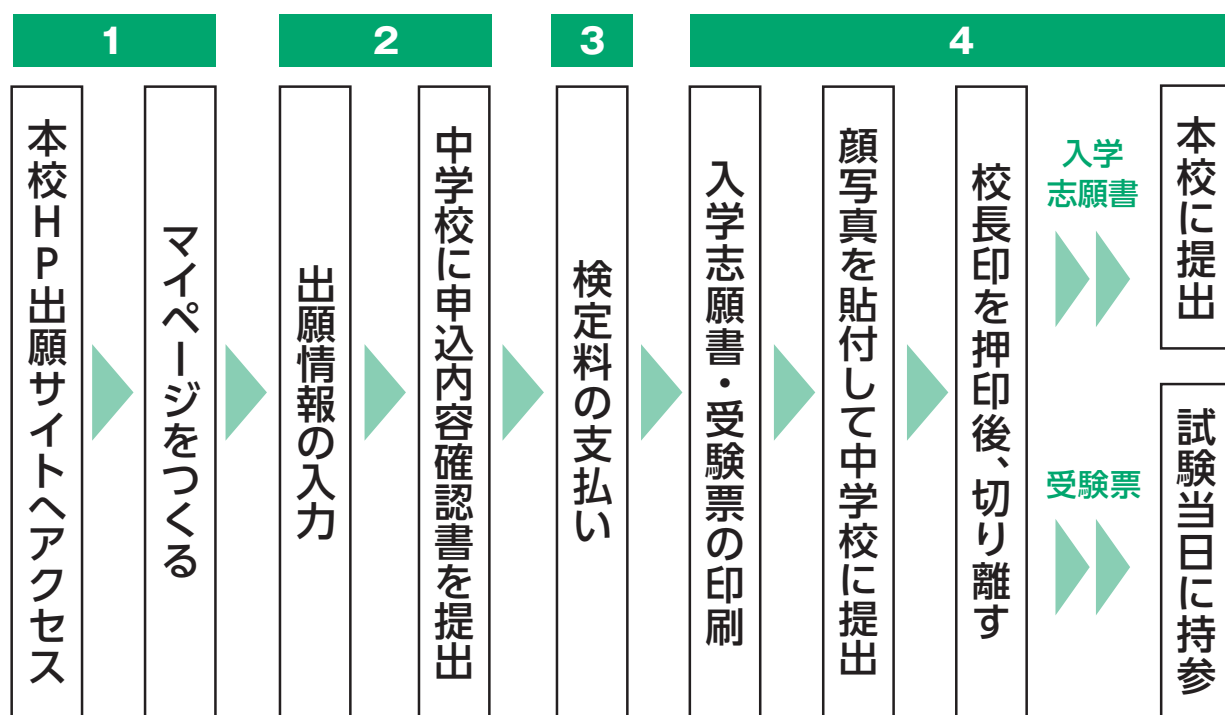 1
本校HP出願サイトへアクセス
マイページをつくる
2
出願情報の入力
中学校に申込内容確認書を提出
3
検定料の支払い
4
入学志願書・受験票の印刷
顔写真を貼付して中学校に提出
校長印を押印後、切り離す
入学
志願書
本校に提出
受験票
試験当日に持参